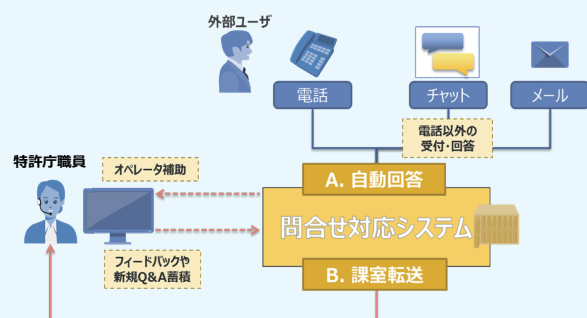 外部ユーザ
電話
チャット
メール
電話以外の
受付・回答
特許庁職員
オペレータ補助
A. 自動回答
問合せ対応システム
フィードバックや
新規Q&A蓄積
B. 課室転送